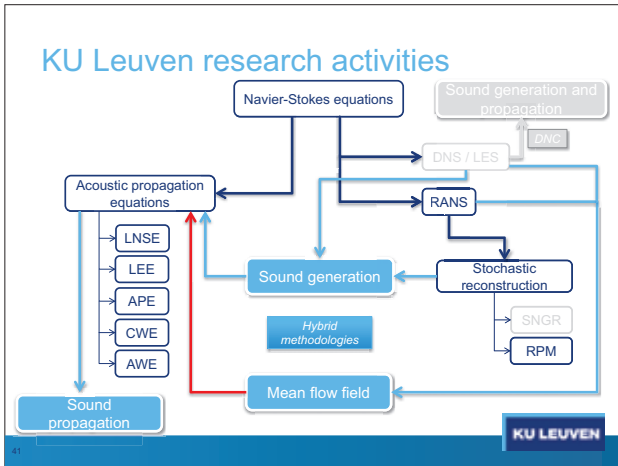 KU Leuven research activities
Navier-Stokes equations
Sound generation and
propagation
DNC
DNS / LES
Acoustic propagation
equations
RANS
LNSE
LEE
APE
CWE
AWE
Sound generation
Stochastic
reconstruction
SNGR
RPM
Hybrid
methodologies
Mean flow field
Sound
propagation
41
KU LEUVEN